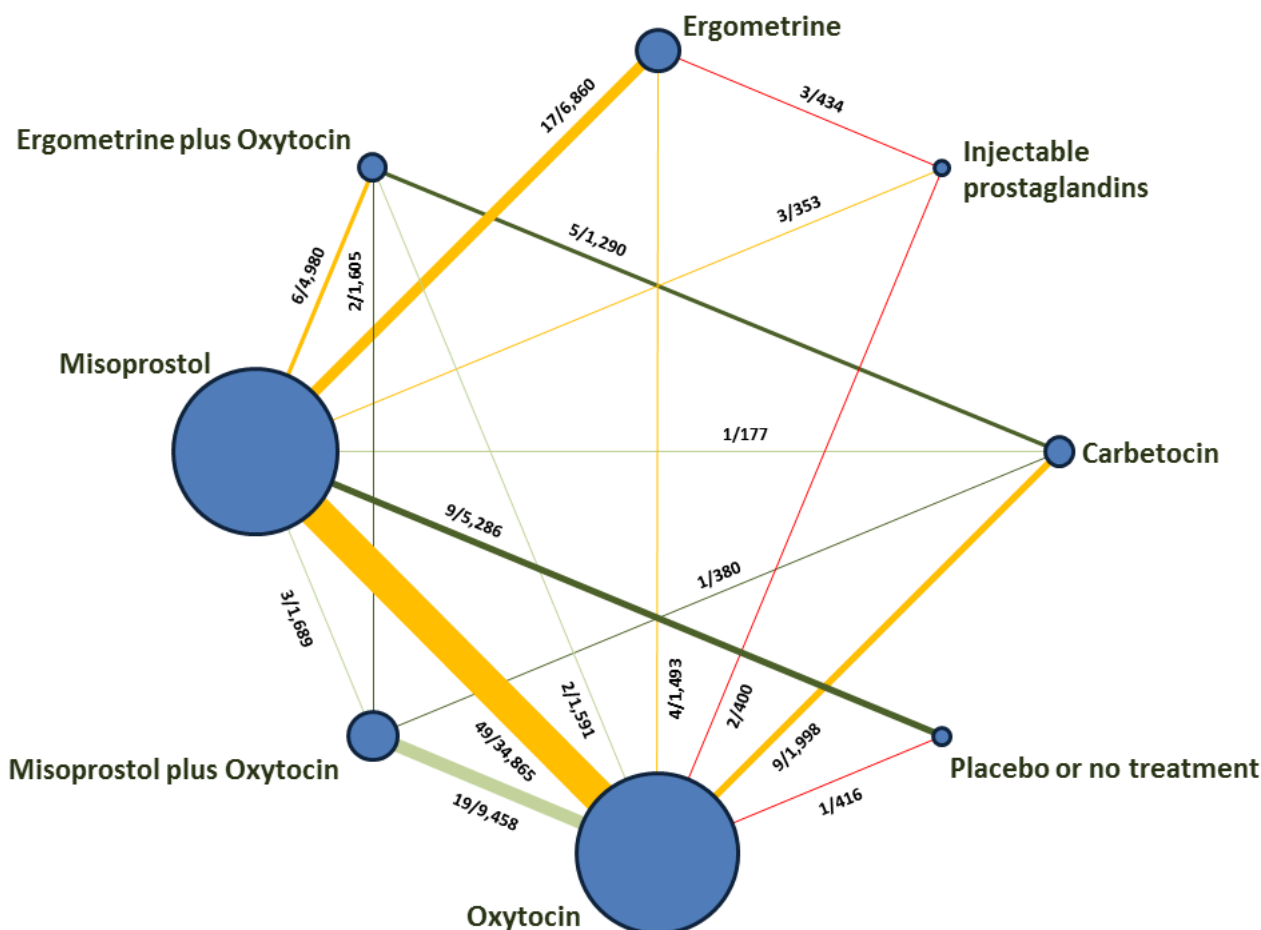 Ergometrine
17/6,860
3/434
Ergometrine plus Oxytocin
Injectable
prostaglandins
3/353
5/1,290
6/4,980
2/1,605
Misoprostol
1/177
Carbetocin
9/5,286
1/380
3/1,689
2/1,591
4/1,493
2/400
49/34,865
9/1,998
Misoprostol plus Oxytocin
Placebo or no treatment
19/9,458
1/416
Oxytocin